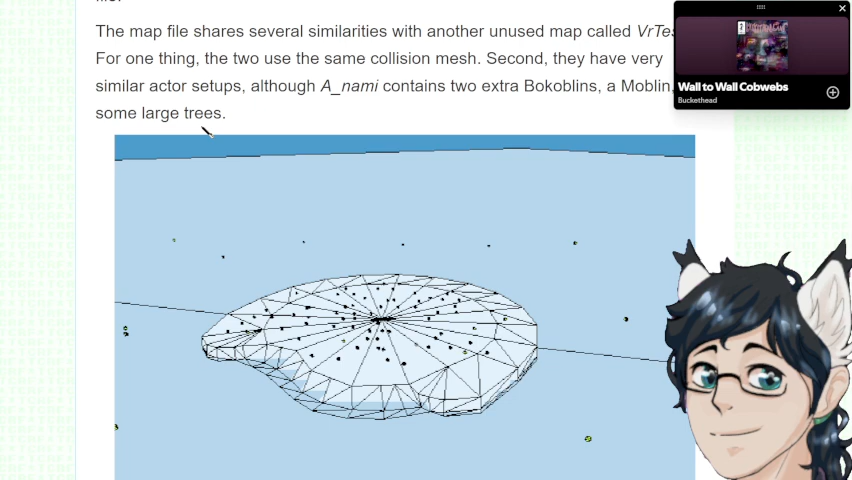 The map file shares several similarities with another unused map called
For one thing, the two use the same collision mesh. Second, they have very
similar actor setups, although A_nami contains two extra Bokoblins, a Moblin,
some large trees.
Wall to Wall Cobwebs
Buckethead